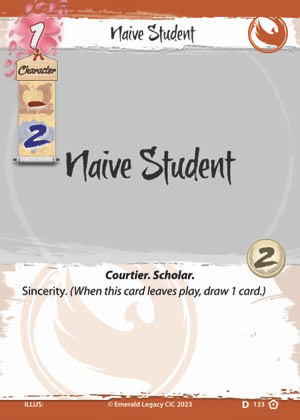 Naive Student
1
Character
–
2
Naive Student
2
Courtier. Scholar.
Sincerity. (When this card leaves play, draw 1 card.)
ILLUS: © Emerald Legacy CIC 2023 D 133